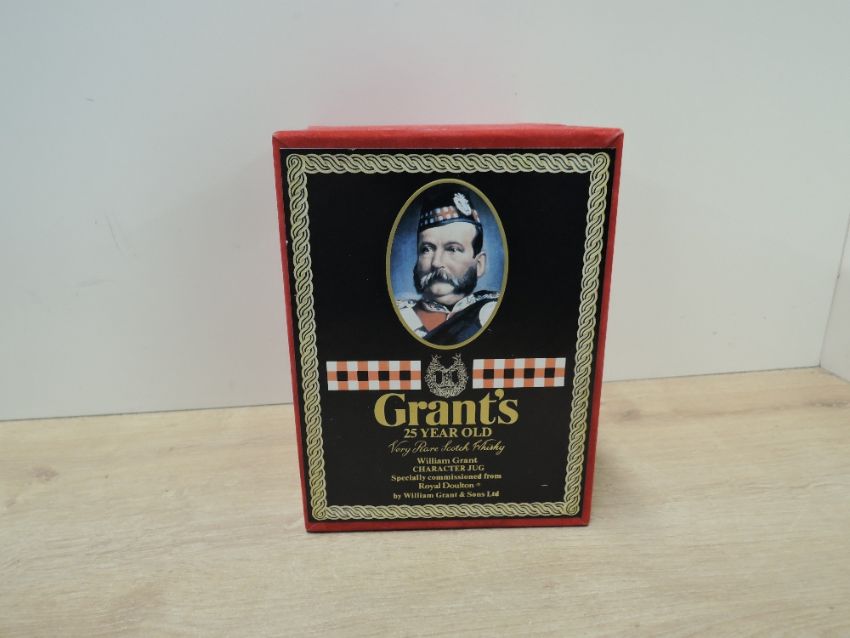 Grant's
25 YEAR OLD
Very Rare Scotch Whisky
William Grant
CHARACTER JUG
Specially commissioned from
Royal Doulton ®
by William Grant & Sons Ltd